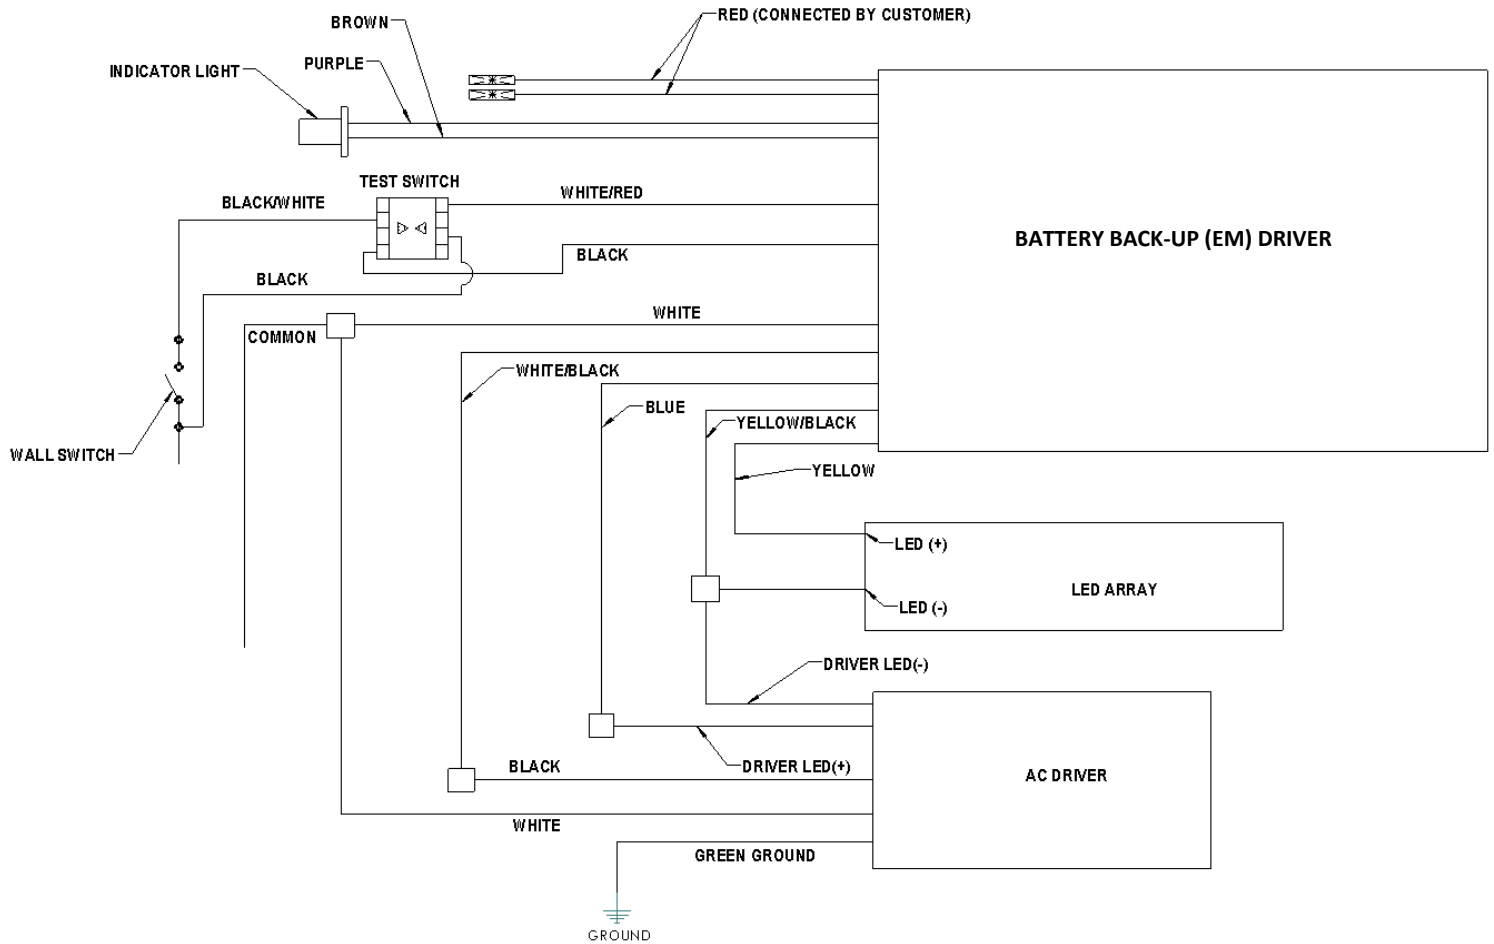 RED (CONNECTED BY CUSTOMER)
BROWN
PURPLE
INDICATOR LIGHT
TEST SWITCH
WHITE/RED
BLACK/WHITE
BATTERY BACK-UP (EM) DRIVER
BLACK
BLACK
WHITE
COMMON
WHITE/BLACK
BLUE
YELLOW/BLACK
WALL SWITCH
YELLOW
LED (+)
LED ARRAY
LED (-)
DRIVER LED(-)
BLACK
DRIVER LED(+)
AC DRIVER
WHITE
GREEN GROUND
GROUND